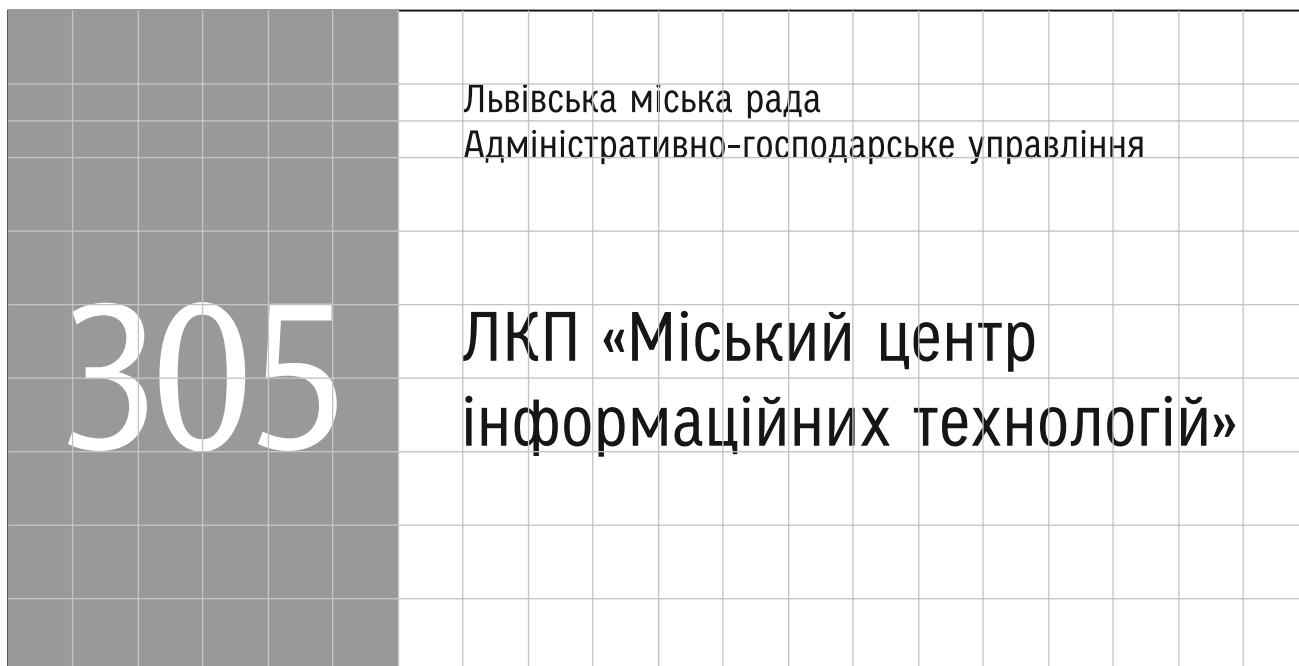 Львівська міська рада
Адміністративно-господарське управління
305
ЛКП «Міський центр
інформаційних технологій»